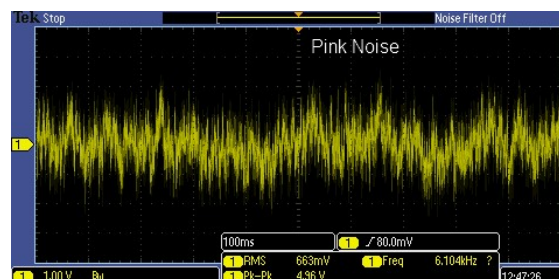 Tek Stop
Noise Filter Off
Pink Noise
1
100ms
1 ∕ 80.0mV
1 RMS 663mV
1 Freq 6.104kHz ?
1 1.00 V Bw
1 Pk-Pk 4.96 V
12:47:26